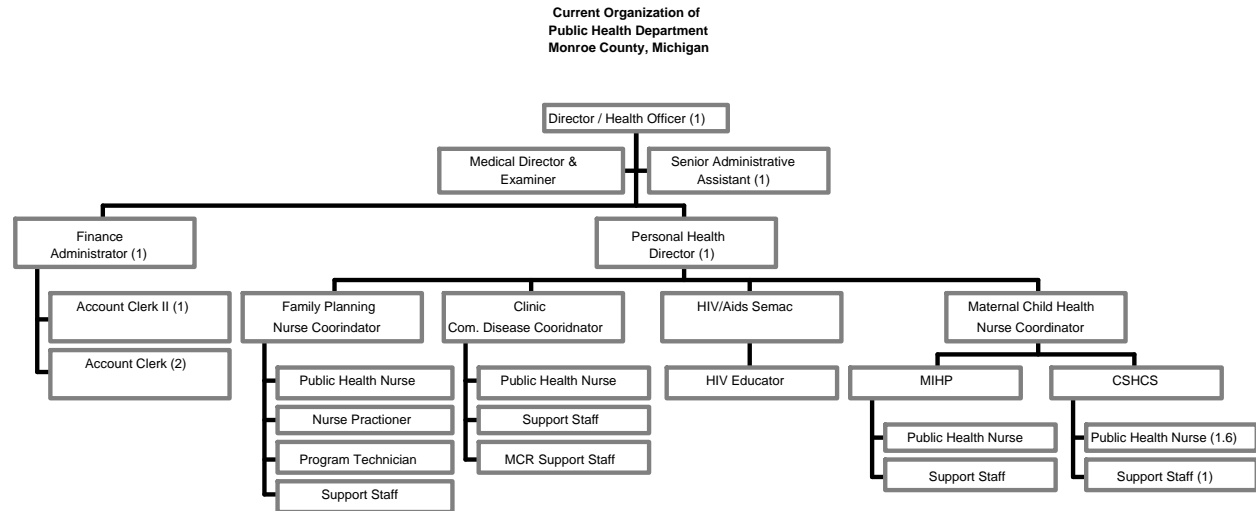 Current Organization of
Public Health Department
Monroe County, Michigan
Director / Health Officer (1)
Medical Director &
Examiner
Senior Administrative
Assistant (1)
Finance
Administrator (1)
Personal Health
Director (1)
Account Clerk II (1)
Account Clerk (2)
Family Planning
Nurse Coorindator
Clinic
Com. Disease Cooridnator
HIV/Aids Semac
Maternal Child Health
Nurse Coordinator
Public Health Nurse
Nurse Practioner
Program Technician
Support Staff
Public Health Nurse
Support Staff
MCR Support Staff
HIV Educator
MIHP
CSHCS
Public Health Nurse
Support Staff
Public Health Nurse (1.6)
Support Staff (1)